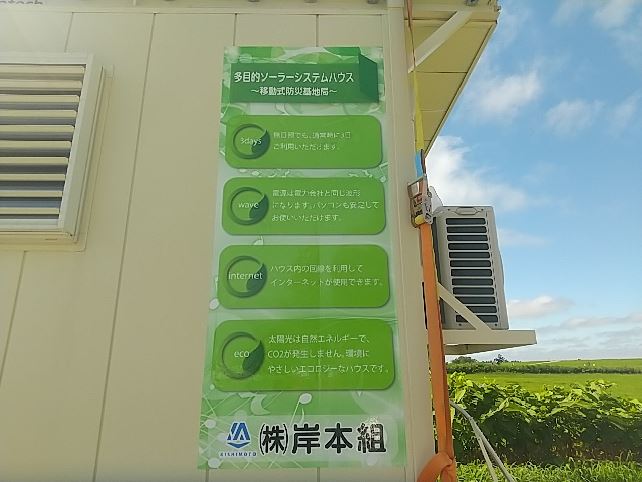 多目的ソーラーシステムハウス
～移動式防災基地局～
3days
無日照でも、通常時に3日
ご利用いただけます。
wave
電源は電力会社と同じ波形
になります。パソコンも安定して
お使いいただけます。
internet
ハウス内の回線を利用して
インターネットが使用できます。
eco
太陽光は自然エネルギーで、
CO2が発生しません。環境に
やさしいエコロジーなハウスです。
KISHIMOTO
(株)岸本組